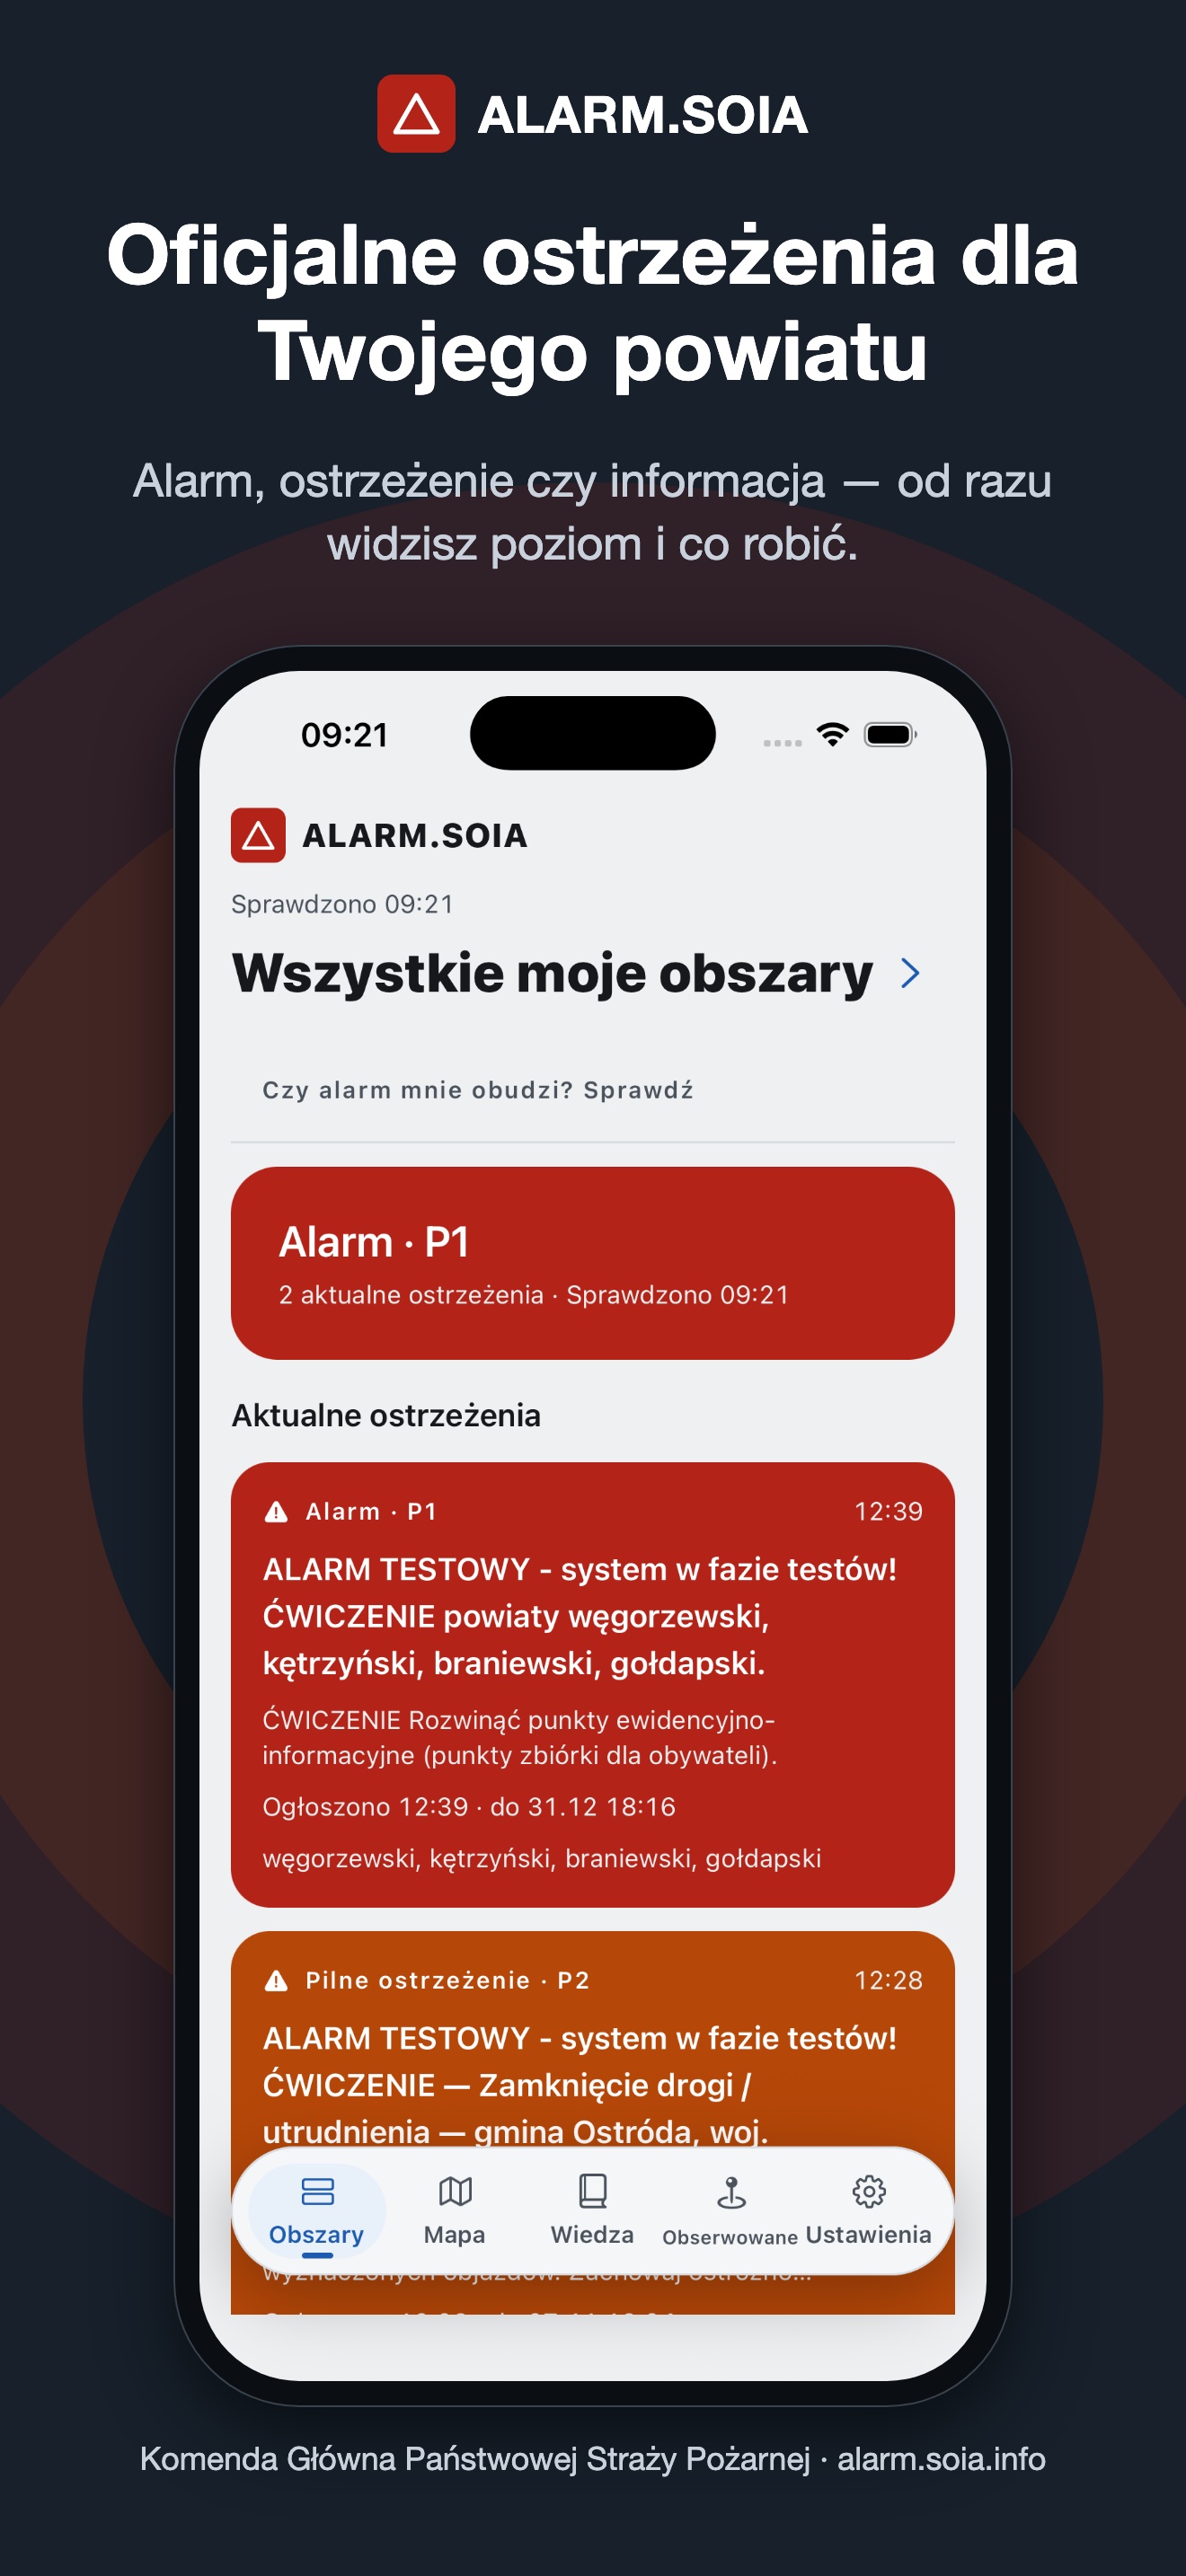 ALARM.SOIA
Oficjalne ostrzeżenia dla
Twojego powiatu
Alarm, ostrzeżenie czy informacja — od razu
widzisz poziom i co robić.
09:21
ALARM.SOIA
Sprawdzono 09:21
Wszystkie moje obszary
Czy alarm mnie obudzi? Sprawdź
Alarm · P1
2 aktualne ostrzeżenia · Sprawdzono 09:21
Aktualne ostrzeżenia
Alarm · P1 12:39
ALARM TESTOWY - system w fazie testów!
ĆWICZENIE powiaty węgorzewski,
kętrzyński, braniewski, gołdapski.
ĆWICZENIE Rozwinąć punkty ewidencyjno-
informacyjne (punkty zbiórki dla obywateli).
Ogłoszono 12:39 · do 31.12 18:16
węgorzewski, kętrzyński, braniewski, gołdapski
Pilne ostrzeżenie · P2 12:28
ALARM TESTOWY - system w fazie testów!
ĆWICZENIE — Zamknięcie drogi /
utrudnienia — gmina Ostróda, woj.
Obszary Mapa Wiedza Obserwowane Ustawienia
Komenda Główna Państwowej Straży Pożarnej · alarm.soia.info